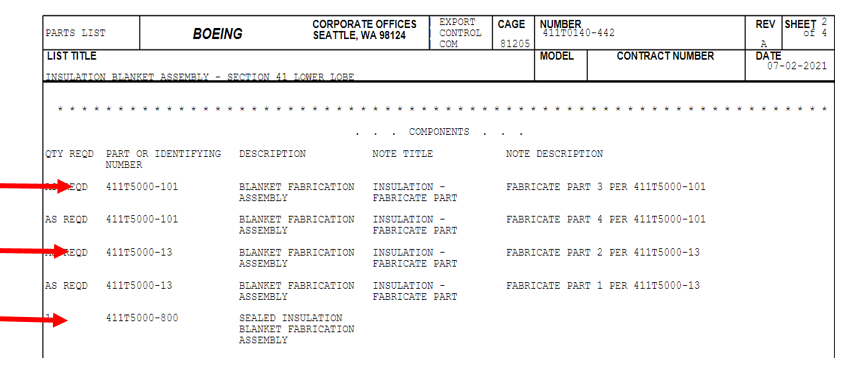 PARTS LIST BOEING CORPORATE OFFICES SEATTLE, WA 98124 EXPORT CONTROL COM CAGE 81205 NUMBER 411T0140-442 REV A SHEET 2 of 4
LIST TITLE MODEL CONTRACT NUMBER DATE 07-02-2021
INSULATION BLANKET ASSEMBLY - SECTION 41 LOWER LOBE
* * * * * * * * * * * * * * * * * * * * * * * * * * * * * * * * * * * * * * * * * * * * * * * * * * * * * * * * * * * * * * * *
. . . COMPONENTS . . .
QTY REQD PART OR IDENTIFYING DESCRIPTION NOTE TITLE NOTE DESCRIPTION
NUMBER
REQD 411T5000-101 BLANKET FABRICATION INSULATION - FABRICATE PART 3 PER 411T5000-101
ASSEMBLY FABRICATE PART
AS REQD 411T5000-101 BLANKET FABRICATION INSULATION - FABRICATE PART 4 PER 411T5000-101
ASSEMBLY FABRICATE PART
REQD 411T5000-13 BLANKET FABRICATION INSULATION - FABRICATE PART 2 PER 411T5000-13
ASSEMBLY FABRICATE PART
AS REQD 411T5000-13 BLANKET FABRICATION INSULATION - FABRICATE PART 1 PER 411T5000-13
ASSEMBLY FABRICATE PART
411T5000-800 SEALED INSULATION
BLANKET FABRICATION
ASSEMBLY